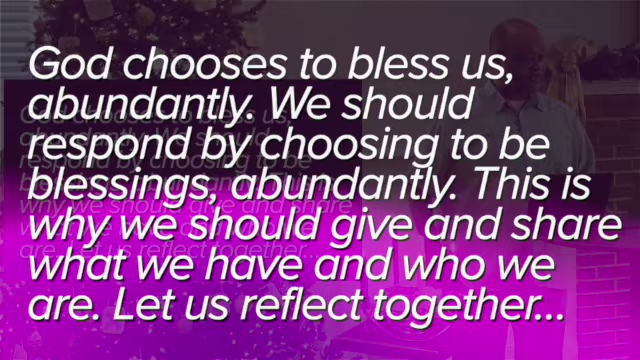 God chooses to bless us,
abundantly. We should
respond by choosing to be
blessings, abundantly. This is
why we should give and share
what we have and who we
are. Let us reflect together...